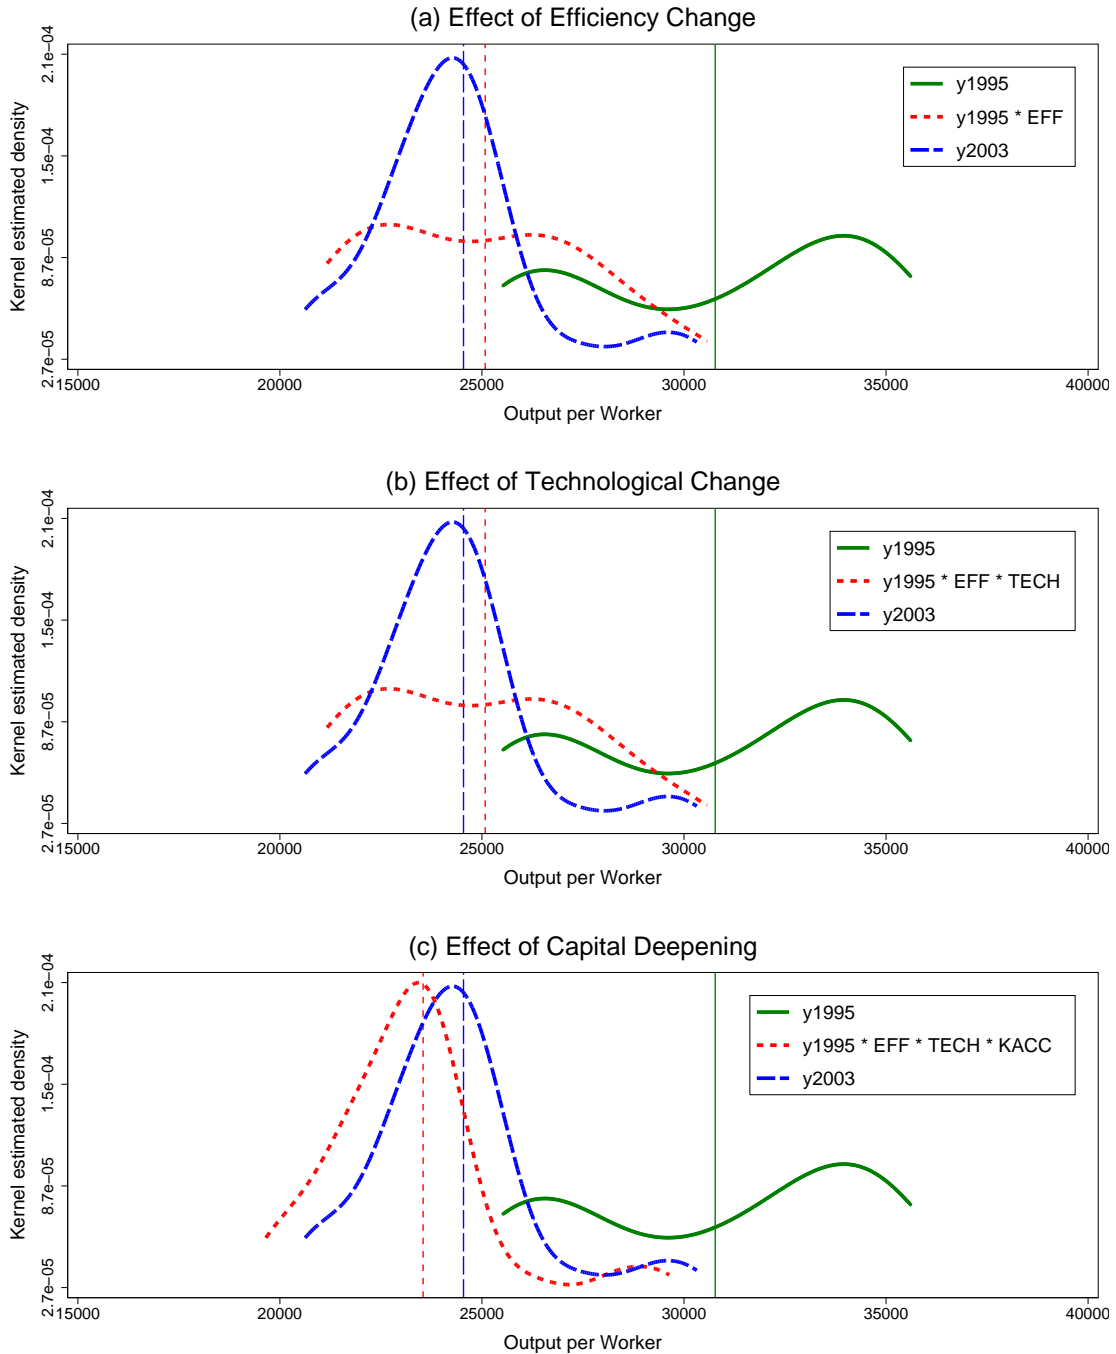 (a) Effect of Efficiency Change
Kernel estimated density
2.1e−04
1.5e−04
8.7e−05
2.7e−05
y1995
y1995 * EFF
y2003
15000 20000 25000 30000 35000 40000
Output per Worker
(b) Effect of Technological Change
Kernel estimated density
2.1e−04
1.5e−04
8.7e−05
2.7e−05
y1995
y1995 * EFF * TECH
y2003
15000 20000 25000 30000 35000 40000
Output per Worker
(c) Effect of Capital Deepening
Kernel estimated density
2.1e−04
1.5e−04
8.7e−05
2.7e−05
y1995
y1995 * EFF * TECH * KACC
y2003
15000 20000 25000 30000 35000 40000
Output per Worker